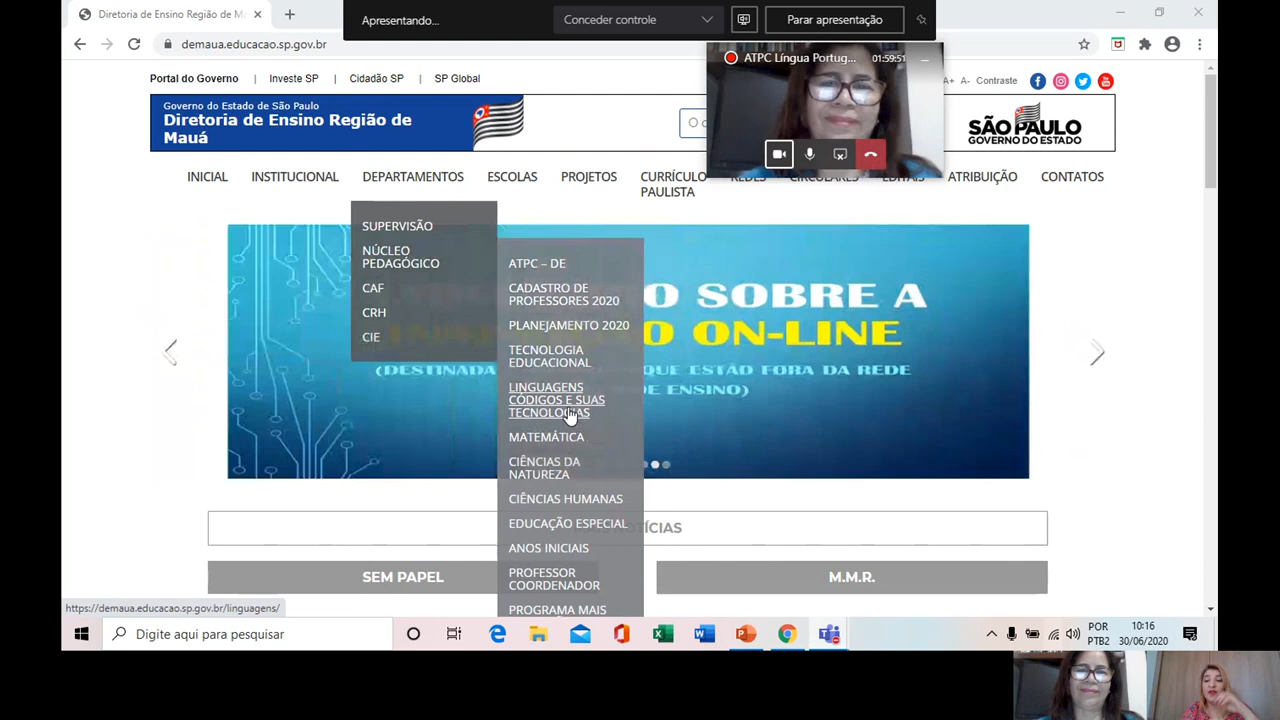 Diretoria de Ensino Região de M
Apresentando...
Conceder controle
Parar apresentação
demaua.educacao.sp.gov.br
ATPC Língua Portug...
01:59:51
Portal do Governo
Investe SP
Cidadão SP
SP Global
A+ A- Contraste
Governo do Estado de São Paulo
Diretoria de Ensino Região de
Mauá
SÃO PAULO
GOVERNO DO ESTADO
INICIAL
INSTITUCIONAL
DEPARTAMENTOS
ESCOLAS
PROJETOS
CURRÍCULO
PAULISTA
REDES
CIRCULARES
EDITAIS
ATRIBUIÇÃO
CONTATOS
SUPERVISÃO
NÚCLEO
PEDAGÓGICO
CAF
CRH
CIE
ATPC – DE
CADASTRO DE
PROFESSORES 2020
PLANEJAMENTO 2020
TECNOLOGIA
EDUCACIONAL
LINGUAGENS
CÓDIGOS E SUAS
TECNOLOGIAS
MATEMÁTICA
CIÊNCIAS DA
NATUREZA
CIÊNCIAS HUMANAS
EDUCAÇÃO ESPECIAL
ANOS INICIAIS
PROFESSOR
COORDENADOR
PROGRAMA MAIS
SOBRE A
ON-LINE
(DESTINADA QUE ESTÃO FORA DA REDE
DE ENSINO)
SEM PAPEL
M.M.R.
https://demaua.educacao.sp.gov.br/linguagens/
Digite aqui para pesquisar
POR
PTB2
10:16
30/06/2020